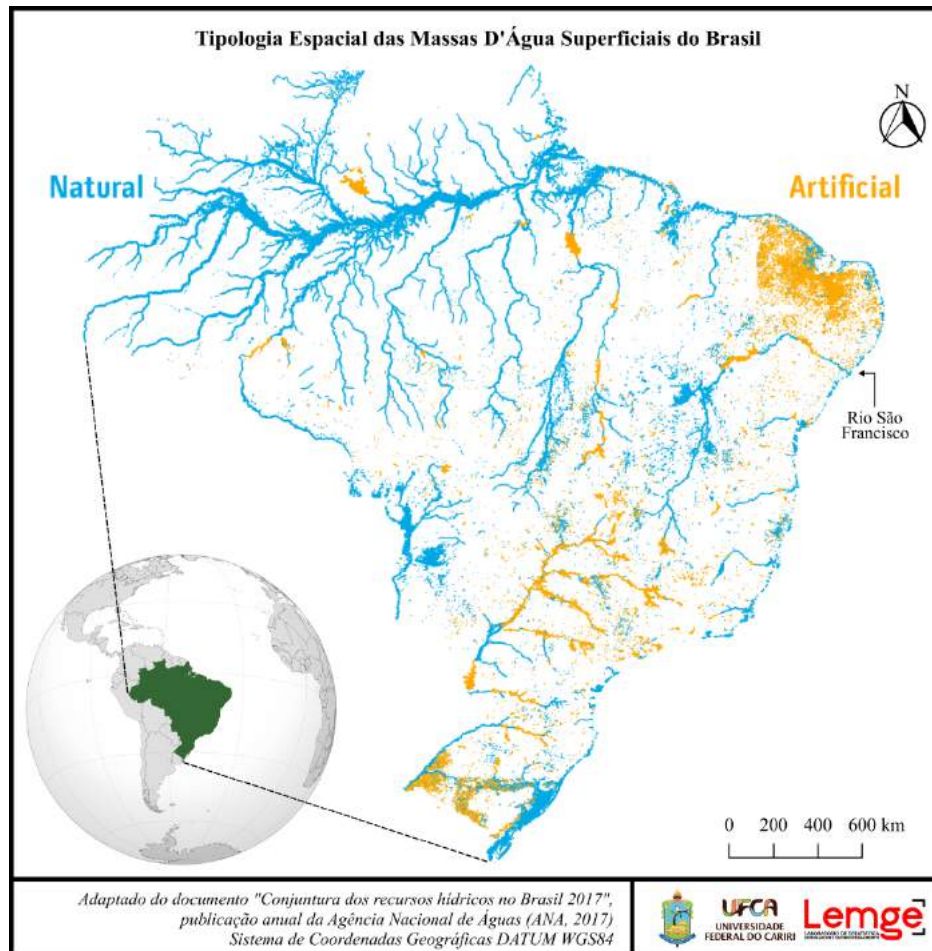 Tipologia Espacial das Massas D'Água Superficiais do Brasil
N
Natural
Artificial
Rio São
Francisco
0 200 400 600 km
Adaptado do documento "Conjuntura dos recursos hídricos no Brasil 2017",
publicação anual da Agência Nacional de Águas (ANA, 2017)
Sistema de Coordenadas Geográficas DATUM WGS84
UFCA
UNIVERSIDADE
FEDERAL DO CARIRI
Lemge